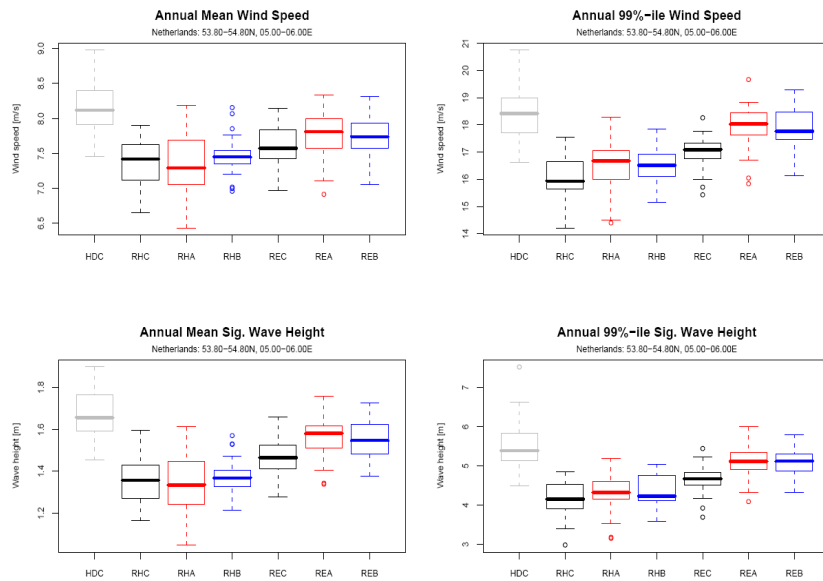 Annual Mean Wind Speed
Netherlands: 53.80−54.80N, 05.00−06.00E
Wind speed [m/s]
9.0
8.5
8.0
7.5
7.0
6.5
HDC RHC RHA RHB REC REA REB
Annual 99%−ile Wind Speed
Netherlands: 53.80−54.80N, 05.00−06.00E
Wind speed [m/s]
21
20
19
18
17
16
15
14
HDC RHC RHA RHB REC REA REB
Annual Mean Sig. Wave Height
Netherlands: 53.80−54.80N, 05.00−06.00E
Wave height [m]
1.8
1.6
1.4
1.2
HDC RHC RHA RHB REC REA REB
Annual 99%−ile Sig. Wave Height
Netherlands: 53.80−54.80N, 05.00−06.00E
Wave height [m]
7
6
5
4
3
HDC RHC RHA RHB REC REA REB